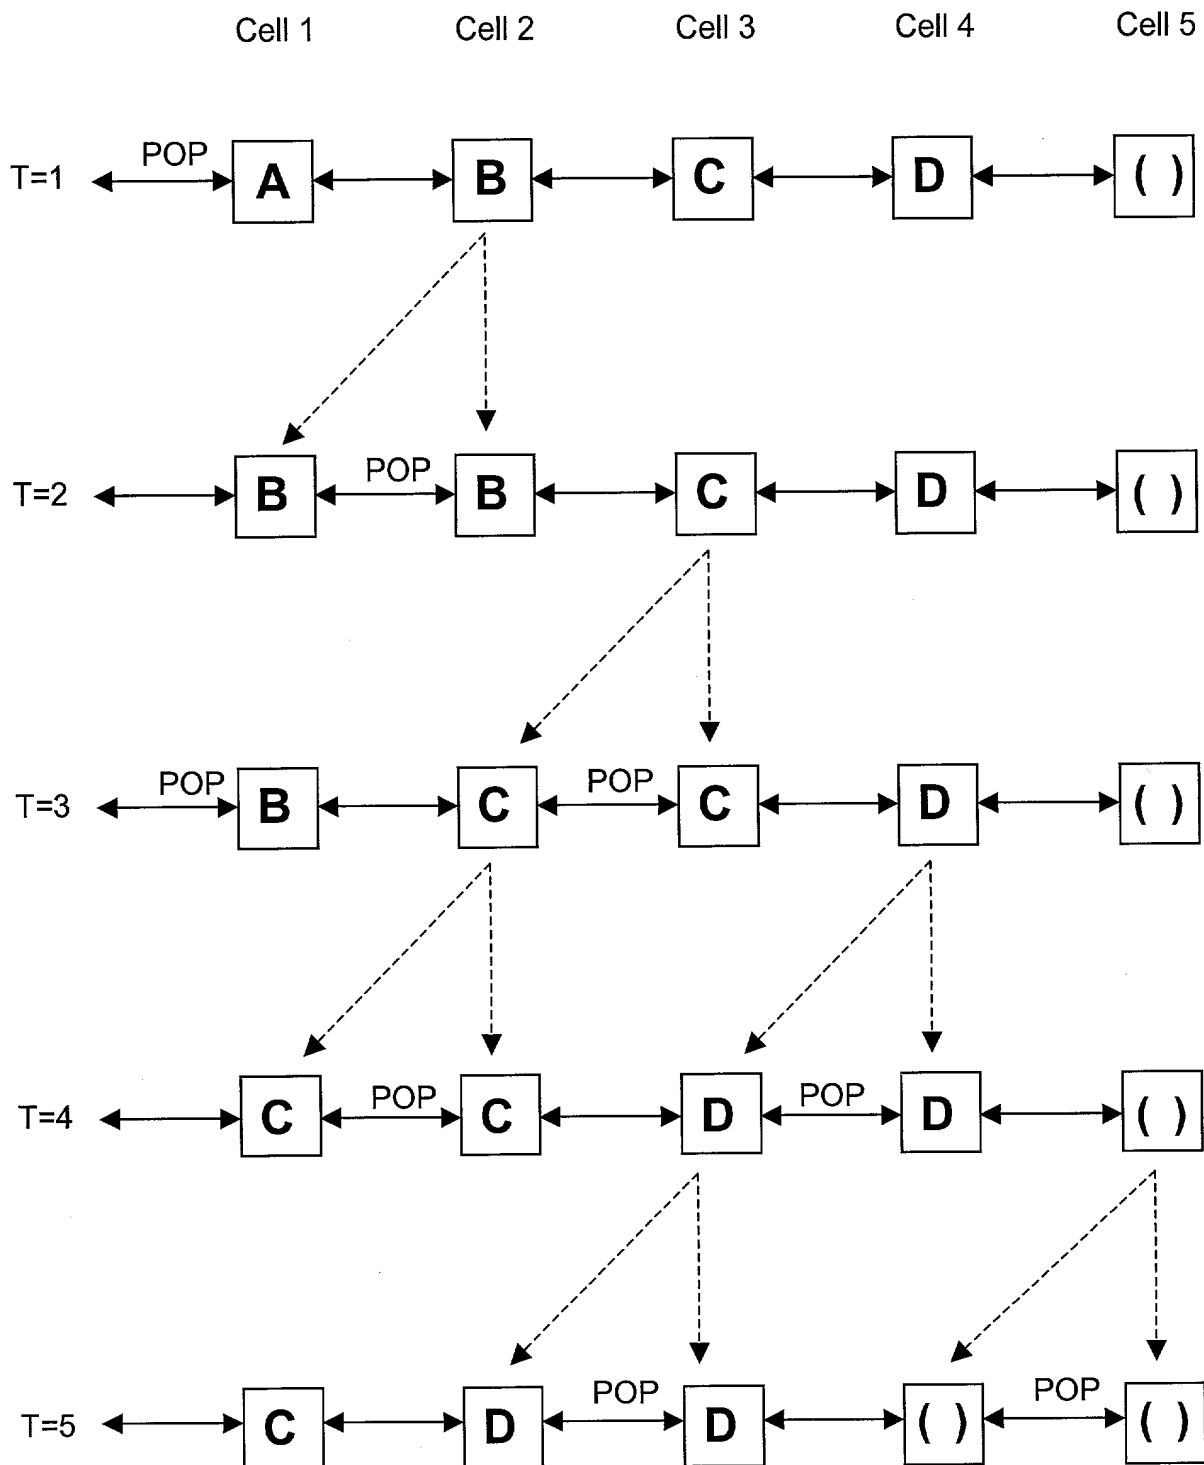 Cell 1 Cell 2 Cell 3 Cell 4 Cell 5
T=1 POP A B C D ( )
T=2 B POP B C D ( )
T=3 POP B C POP C D ( )
T=4 C POP C D POP D ( )
T=5 C D POP D ( ) POP ( )